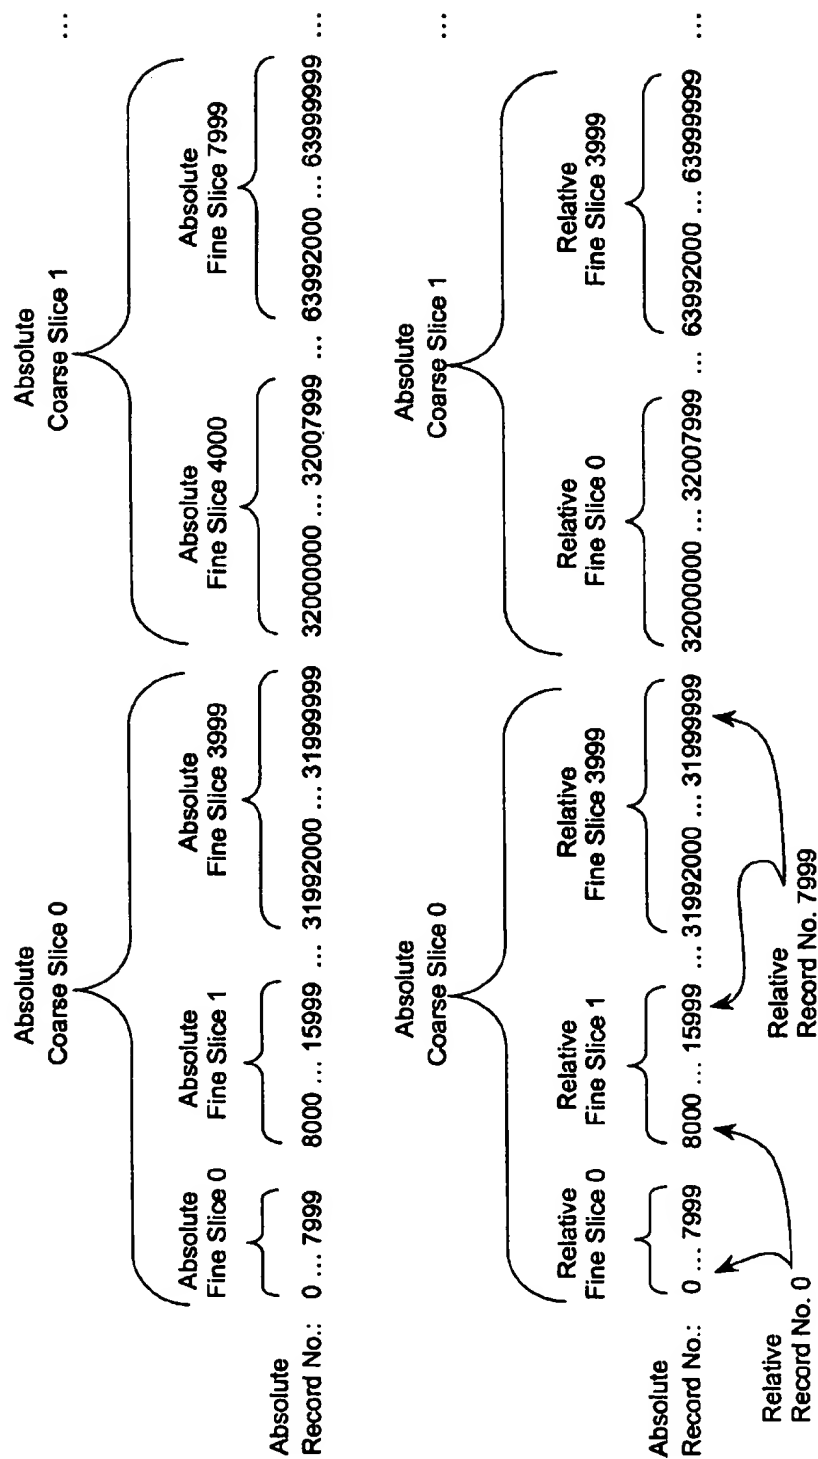 Absolute
Coarse Slice 0
Absolute
Coarse Slice 1
...
Absolute
Fine Slice 0
Absolute
Fine Slice 1
Absolute
Fine Slice 3999
Absolute
Fine Slice 4000
Absolute
Fine Slice 7999
Absolute
Record No.: 0 ... 7999 8000 ... 15999 ... 31992000 ... 31999999 32000000 ... 32007999 ... 63992000 ... 63999999 ...
Absolute
Coarse Slice 0
Absolute
Coarse Slice 1
...
Relative
Fine Slice 0
Relative
Fine Slice 1
Relative
Fine Slice 3999
Relative
Fine Slice 0
Relative
Fine Slice 3999
Absolute
Record No.: 0 ... 7999 8000 ... 15999 ... 31992000 ... 31999999 32000000 ... 32007999 ... 63992000 ... 63999999 ...
Relative
Record No. 0
Relative
Record No. 7999